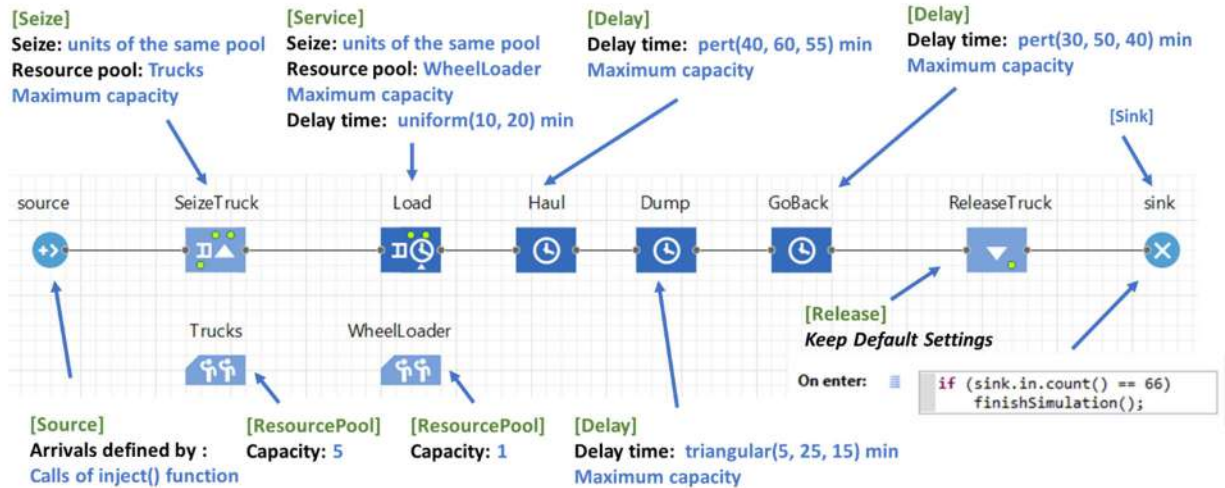 [Seize]
Seize: units of the same pool
Resource pool: Trucks
Maximum capacity
[Service]
Seize: units of the same pool
Resource pool: WheelLoader
Maximum capacity
Delay time: uniform(10, 20) min
[Delay]
Delay time: pert(40, 60, 55) min
Maximum capacity
[Delay]
Delay time: pert(30, 50, 40) min
Maximum capacity
[Sink]
source
SeizeTruck
Load
Haul
Dump
GoBack
ReleaseTruck
sink
Trucks
WheelLoader
[Release]
Keep Default Settings
On enter:
if (sink.in.count() == 66)
finishSimulation();
[Source]
Arrivals defined by :
Calls of inject() function
[ResourcePool]
Capacity: 5
[ResourcePool]
Capacity: 1
[Delay]
Delay time: triangular(5, 25, 15) min
Maximum capacity